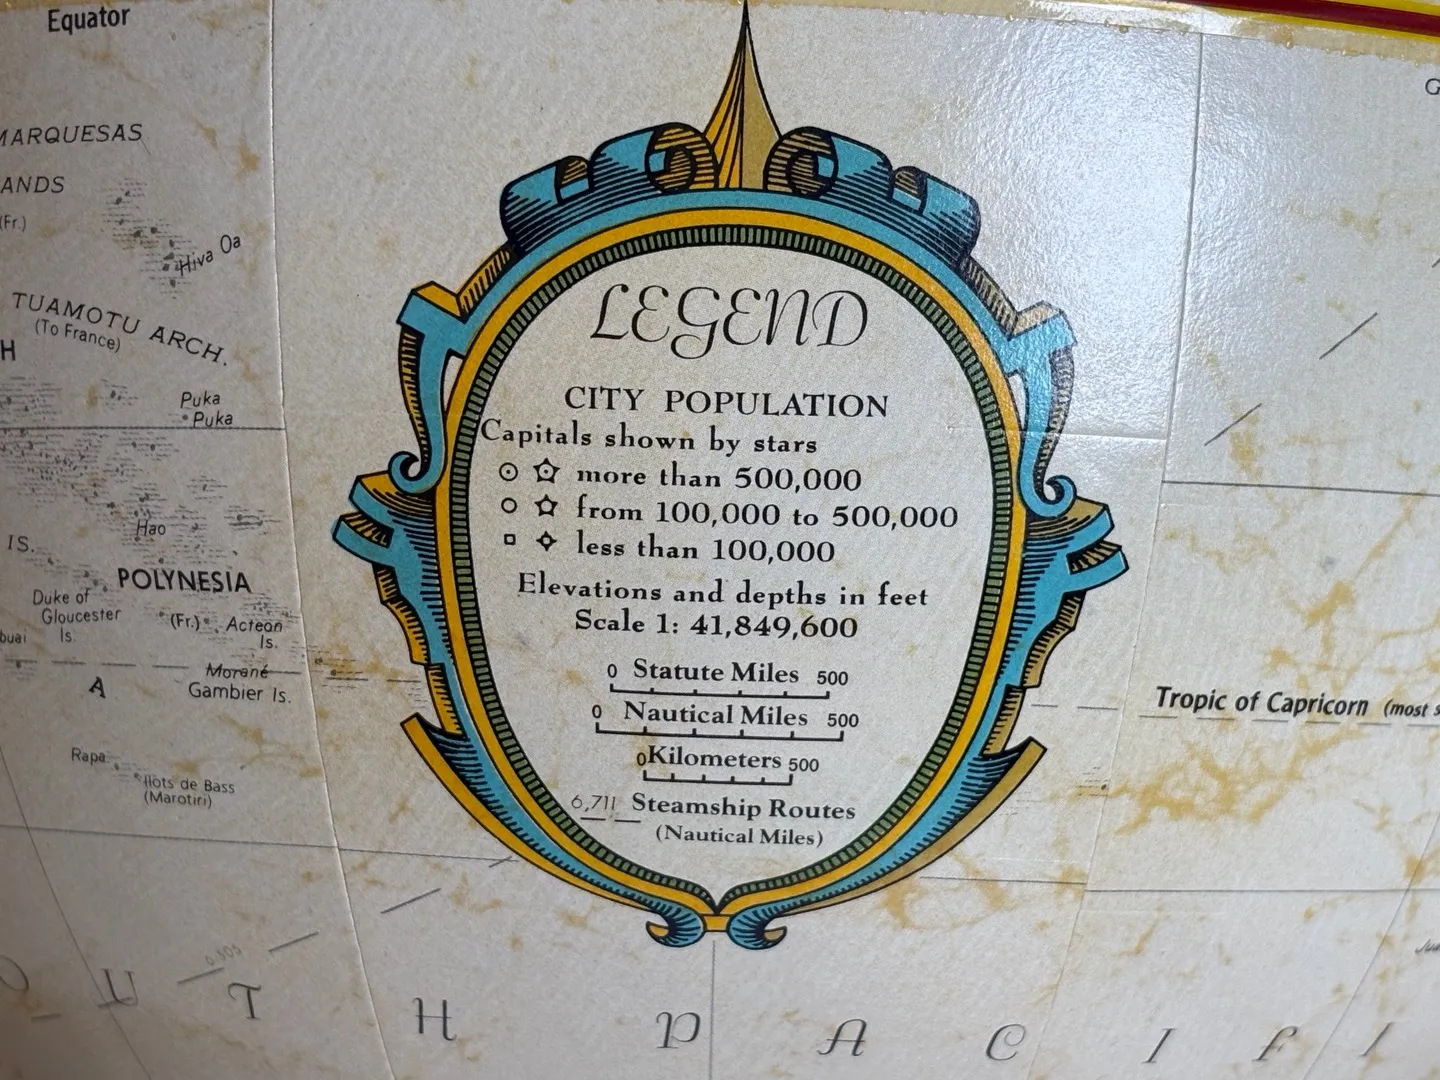 Equator
MARQUESAS
ANDS
(Fr.)
Hiva Oa
TUAMOTU ARCH.
(To France)
H
Puka
Puka
Hao
IS.
POLYNESIA
Duke of
Gloucester
Is.
(Fr.)
Acteon
Is.
buai
Morané
Gambier Is.
A
Rapa
Ilots de Bass
(Marotiri)
LEGEND
CITY POPULATION
Capitals shown by stars
more than 500,000
from 100,000 to 500,000
less than 100,000
Elevations and depths in feet
Scale 1: 41,849,600
0 Statute Miles 500
0 Nautical Miles 500
0 Kilometers 500
6,711 Steamship Routes
(Nautical Miles)
G
Tropic of Capricorn (most s
Jua
O U T H P A C I F I